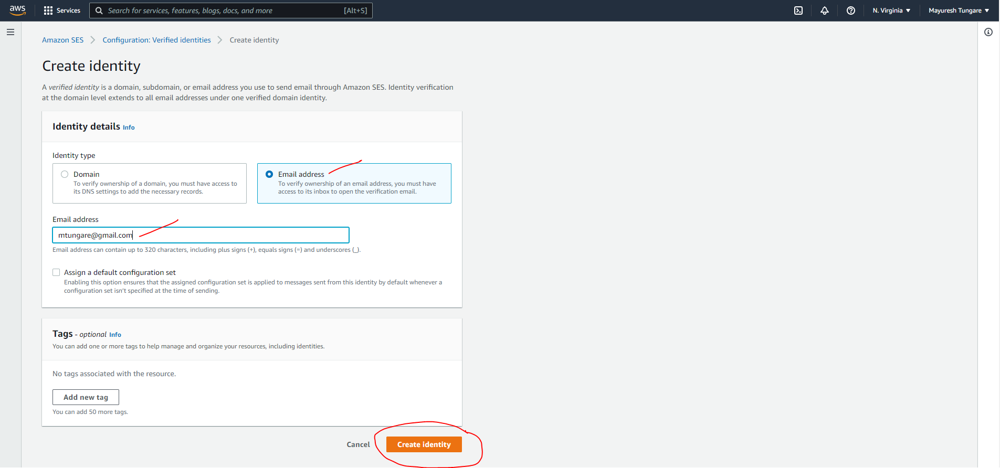 aws Services Search for services, features, blogs, docs, and more [Alt+S] N. Virginia Mayuresh Tungare
Amazon SES Configuration: Verified identities Create identity
Create identity
A verified identity is a domain, subdomain, or email address you use to send email through Amazon SES. Identity verification
at the domain level extends to all email addresses under one verified domain identity.
Identity details Info
Identity type
Domain
To verify ownership of a domain, you must have access to
its DNS settings to add the necessary records.
Email address
To verify ownership of an email address, you must have
access to its inbox to open the verification email.
Email address
mtungare@gmail.com
Email address can contain up to 320 characters, including plus signs (+), equals signs (=) and underscores (_).
Assign a default configuration set
Enabling this option ensures that the assigned configuration set is applied to messages sent from this identity by default whenever a
configuration set isn't specified at the time of sending.
Tags - optional Info
You can add one or more tags to help manage and organize your resources, including identities.
No tags associated with the resource.
Add new tag
You can add 50 more tags.
Cancel Create identity